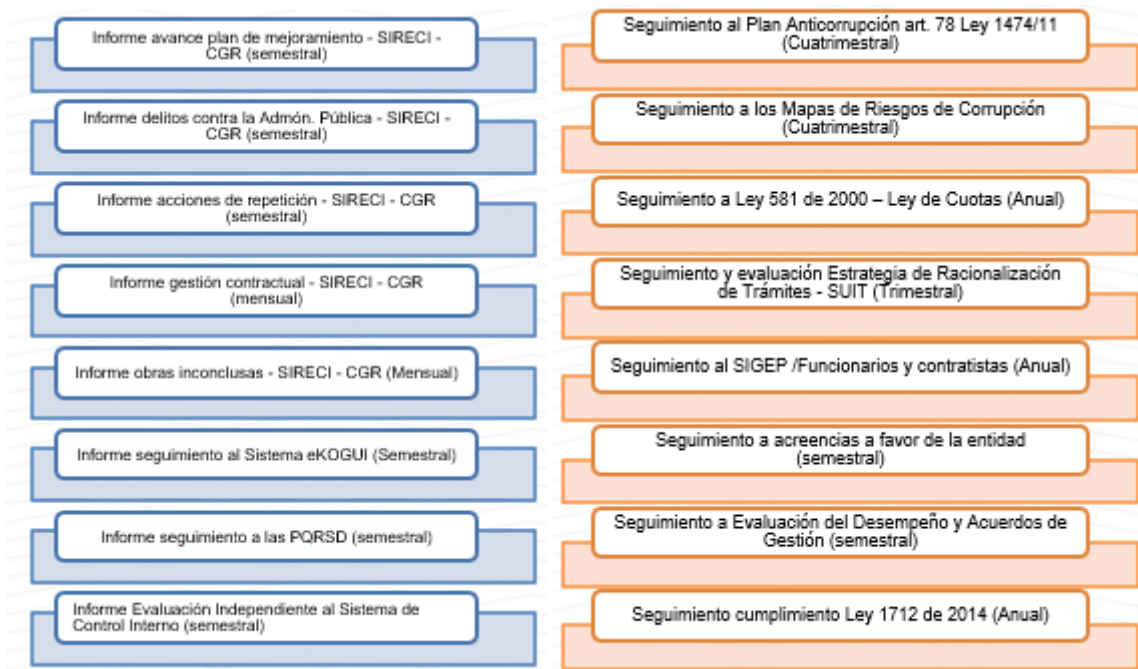 Informe avance plan de mejoramiento - SIRECI -
CGR (semestral)
Informe delitos contra la Admón. Pública - SIRECI -
CGR (semestral)
Informe acciones de repetición - SIRECI - CGR
(semestral)
Informe gestión contractual - SIRECI - CGR
(mensual)
Informe obras inconclusas - SIRECI - CGR (Mensual)
Informe seguimiento al Sistema eKOGUI (Semestral)
Informe seguimiento a las PQRSD (semestral)
Informe Evaluación Independiente al Sistema de
Control Interno (semestral)
Seguimiento al Plan Anticorrupción art. 78 Ley 1474/11
(Cuatrimestral)
Seguimiento a los Mapas de Riesgos de Corrupción
(Cuatrimestral)
Seguimiento a Ley 581 de 2000 – Ley de Cuotas (Anual)
Seguimiento y evaluación Estrategia de Racionalización
de Trámites - SUIT (Trimestral)
Seguimiento al SIGEP /Funcionarios y contratistas (Anual)
Seguimiento a acreencias a favor de la entidad
(semestral)
Seguimiento a Evaluación del Desempeño y Acuerdos de
Gestión (semestral)
Seguimiento cumplimiento Ley 1712 de 2014 (Anual)